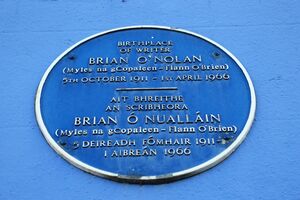 BIRTHPLACE
OF WRITER
BRIAN O'NOLAN
(Myles na gCopaleen - Flann O'Brien)
5TH OCTOBER 1911 - 1ST APRIL 1966
ÁIT BHREITHE
AN SCRÍBHEORA
BRIAN Ó NUALLÁIN
(Myles na gCopaleen - Flann O'Brien)
5 DEIREADH FÓMHAIR 1911 -
1 AIBREÁN 1966